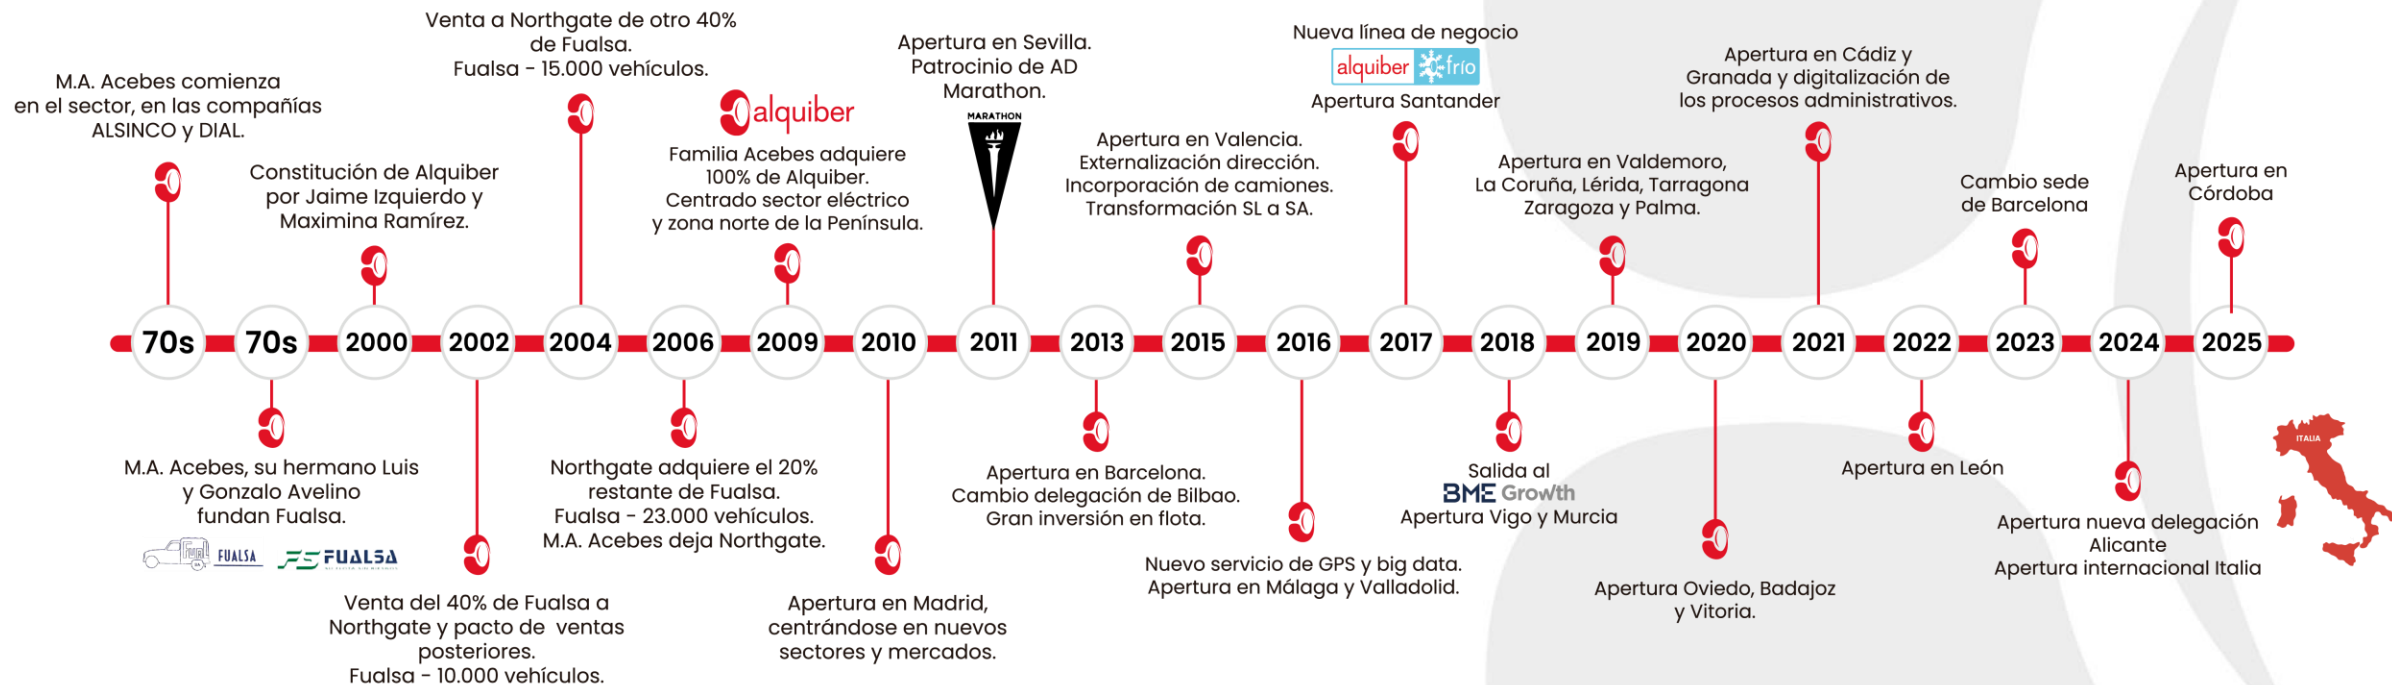 M.A. Acebes comienza
en el sector, en las compañías
ALSINCO y DIAL.
70s
M.A. Acebes, su hermano Luis
y Gonzalo Avelino
fundan Fualsa.
FUALSA
FS FUALSA
70s
Constitución de Alquiber
por Jaime Izquierdo y
Maximina Ramírez.
2000
Venta del 40% de Fualsa a
Northgate y pacto de ventas
posteriores.
Fualsa - 10.000 vehículos.
2002
Venta a Northgate de otro 40%
de Fualsa.
Fualsa - 15.000 vehículos.
2004
Northgate adquiere el 20%
restante de Fualsa.
Fualsa - 23.000 vehículos.
M.A. Acebes deja Northgate.
2006
alquiber
Familia Acebes adquiere
100% de Alquiber.
Centrado sector eléctrico
y zona norte de la Península.
2009
Apertura en Madrid,
centrándose en nuevos
sectores y mercados.
2010
Apertura en Sevilla.
Patrocinio de AD
Marathon.
MARATHON
2011
Apertura en Barcelona.
Cambio delegación de Bilbao.
Gran inversión en flota.
2013
Apertura en Valencia.
Externalización dirección.
Incorporación de camiones.
Transformación SL a SA.
2015
Nuevo servicio de GPS y big data.
Apertura en Málaga y Valladolid.
2016
Nueva línea de negocio
alquiber frío
Apertura Santander
2017
Salida al
BME Growth
Apertura Vigo y Murcia
2018
Apertura en Valdemoro,
La Coruña, Lérida, Tarragona
Zaragoza y Palma.
2019
Apertura Oviedo, Badajoz
y Vitoria.
2020
Apertura en Cádiz y
Granada y digitalización de
los procesos administrativos.
2021
Apertura en León
2022
Cambio sede
de Barcelona
2023
Apertura nueva delegación
Alicante
Apertura internacional Italia
2024
Apertura en
Córdoba
2025
ITALIA